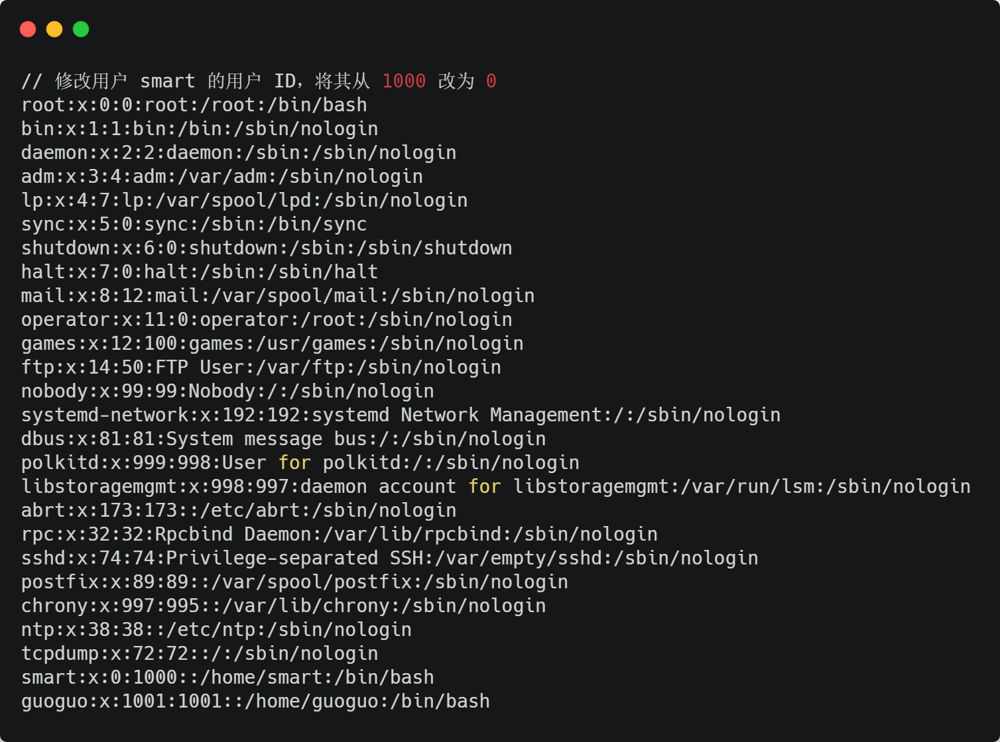 // 修改用户 smart 的用户 ID，将其从 1000 改为 0
root:x:0:0:root:/root:/bin/bash
bin:x:1:1:bin:/bin:/sbin/nologin
daemon:x:2:2:daemon:/sbin:/sbin/nologin
adm:x:3:4:adm:/var/adm:/sbin/nologin
lp:x:4:7:lp:/var/spool/lpd:/sbin/nologin
sync:x:5:0:sync:/sbin:/bin/sync
shutdown:x:6:0:shutdown:/sbin:/sbin/shutdown
halt:x:7:0:halt:/sbin:/sbin/halt
mail:x:8:12:mail:/var/spool/mail:/sbin/nologin
operator:x:11:0:operator:/root:/sbin/nologin
games:x:12:100:games:/usr/games:/sbin/nologin
ftp:x:14:50:FTP User:/var/ftp:/sbin/nologin
nobody:x:99:99:Nobody:/:/sbin/nologin
systemd-network:x:192:192:systemd Network Management:/:/sbin/nologin
dbus:x:81:81:System message bus:/:/sbin/nologin
polkitd:x:999:998:User for polkitd:/:/sbin/nologin
libstoragemgmt:x:998:997:daemon account for libstoragemgmt:/var/run/lsm:/sbin/nologin
abrt:x:173:173::/etc/abrt:/sbin/nologin
rpc:x:32:32:Rpcbind Daemon:/var/lib/rpcbind:/sbin/nologin
sshd:x:74:74:Privilege-separated SSH:/var/empty/sshd:/sbin/nologin
postfix:x:89:89::/var/spool/postfix:/sbin/nologin
chrony:x:997:995::/var/lib/chrony:/sbin/nologin
ntp:x:38:38::/etc/ntp:/sbin/nologin
tcpdump:x:72:72::/:/sbin/nologin
smart:x:0:1000::/home/smart:/bin/bash
guoguo:x:1001:1001::/home/guoguo:/bin/bash